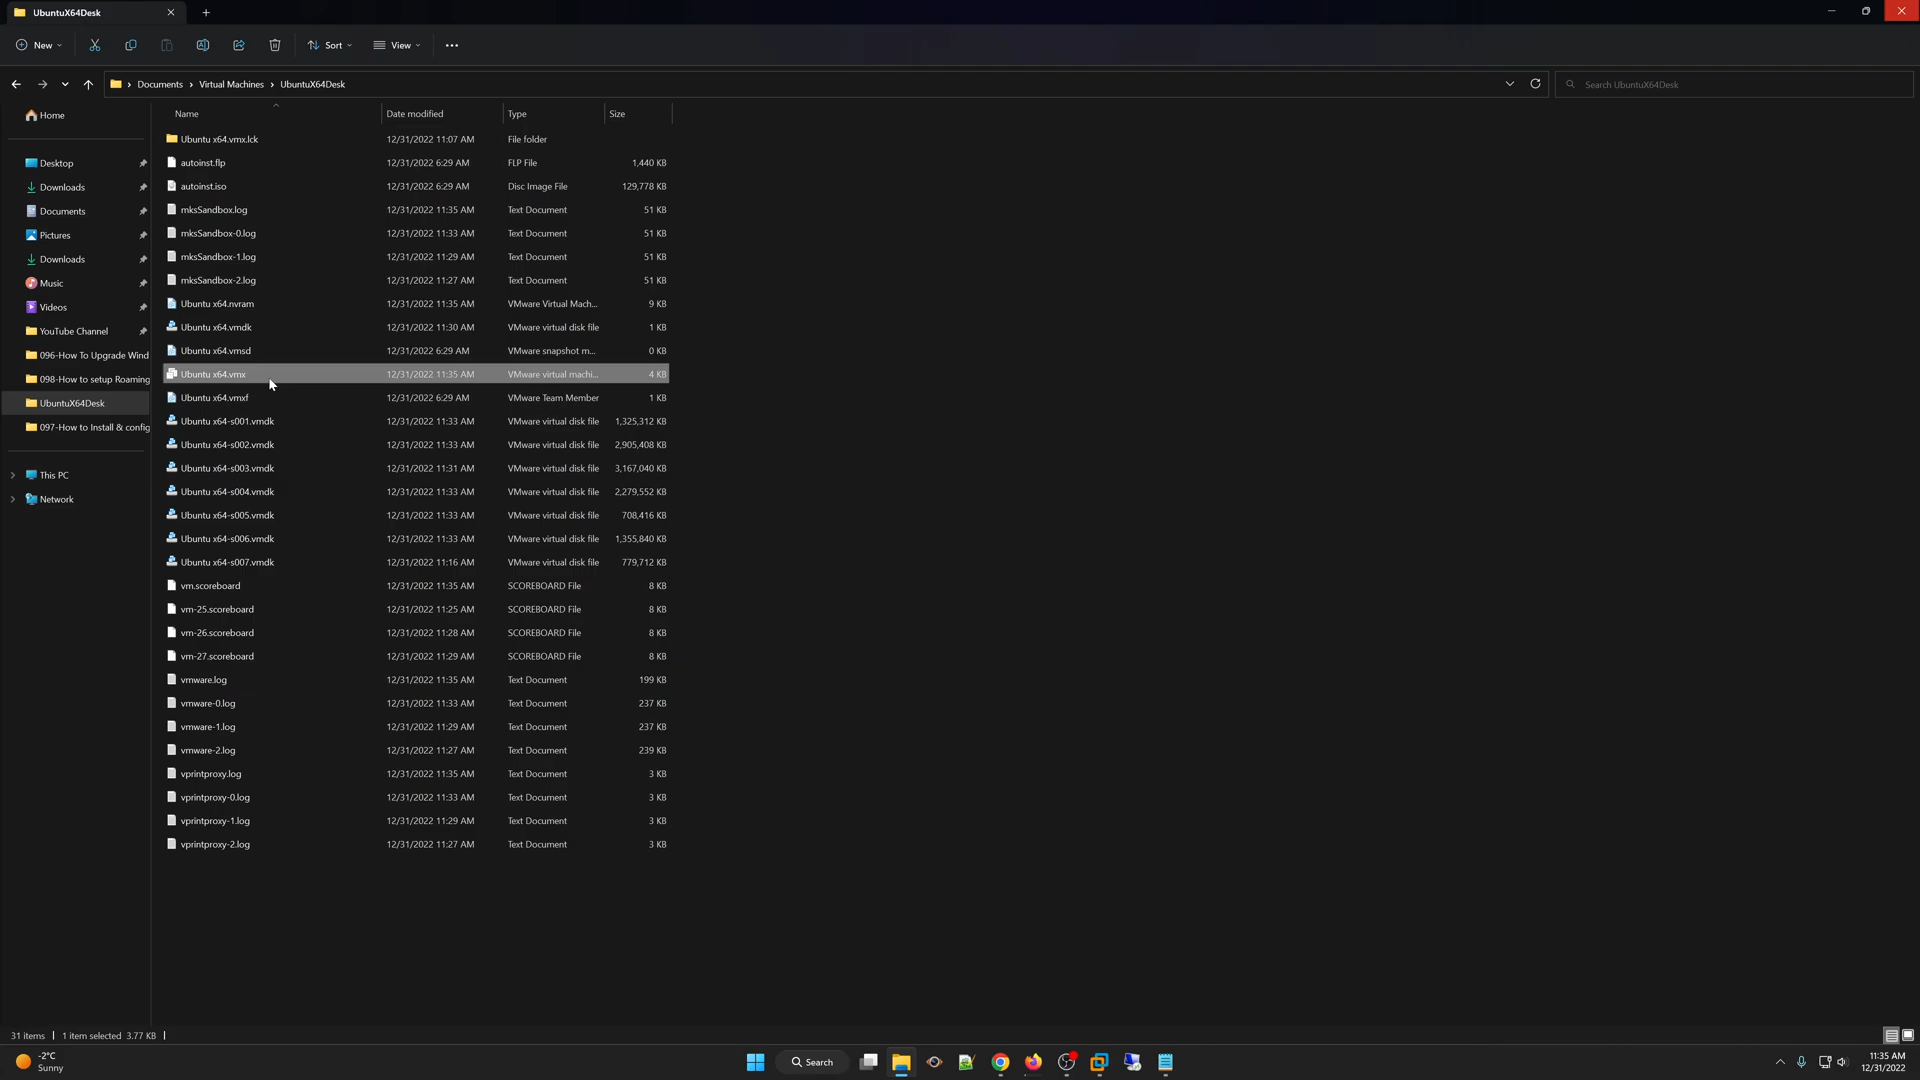 UbuntuX64Desk
New
Sort
View
Documents
Virtual Machines
UbuntuX64Desk
Search UbuntuX64Desk
Home
Desktop
Downloads
Documents
Pictures
Downloads
Music
Videos
YouTube Channel
096-How To Upgrade Wind
098-How to setup Roaming
UbuntuX64Desk
097-How to Install & config
This PC
Network
Name Date modified Type Size
Ubuntu x64.vmx.lck 12/31/2022 11:07 AM File folder
autoinst.flp 12/31/2022 6:29 AM FLP File 1,440 KB
autoinst.iso 12/31/2022 6:29 AM Disc Image File 129,778 KB
mksSandbox.log 12/31/2022 11:35 AM Text Document 51 KB
mksSandbox-0.log 12/31/2022 11:33 AM Text Document 51 KB
mksSandbox-1.log 12/31/2022 11:29 AM Text Document 51 KB
mksSandbox-2.log 12/31/2022 11:27 AM Text Document 51 KB
Ubuntu x64.nvram 12/31/2022 11:35 AM VMware Virtual Mach... 9 KB
Ubuntu x64.vmdk 12/31/2022 11:30 AM VMware virtual disk file 1 KB
Ubuntu x64.vmsd 12/31/2022 6:29 AM VMware snapshot m... 0 KB
Ubuntu x64.vmx 12/31/2022 11:35 AM VMware virtual machi... 4 KB
Ubuntu x64.vmxf 12/31/2022 6:29 AM VMware Team Member 1 KB
Ubuntu x64-s001.vmdk 12/31/2022 11:33 AM VMware virtual disk file 1,325,312 KB
Ubuntu x64-s002.vmdk 12/31/2022 11:33 AM VMware virtual disk file 2,905,408 KB
Ubuntu x64-s003.vmdk 12/31/2022 11:31 AM VMware virtual disk file 3,167,040 KB
Ubuntu x64-s004.vmdk 12/31/2022 11:33 AM VMware virtual disk file 2,279,552 KB
Ubuntu x64-s005.vmdk 12/31/2022 11:33 AM VMware virtual disk file 708,416 KB
Ubuntu x64-s006.vmdk 12/31/2022 11:33 AM VMware virtual disk file 1,355,840 KB
Ubuntu x64-s007.vmdk 12/31/2022 11:16 AM VMware virtual disk file 779,712 KB
vm.scoreboard 12/31/2022 11:35 AM SCOREBOARD File 8 KB
vm-25.scoreboard 12/31/2022 11:25 AM SCOREBOARD File 8 KB
vm-26.scoreboard 12/31/2022 11:28 AM SCOREBOARD File 8 KB
vm-27.scoreboard 12/31/2022 11:29 AM SCOREBOARD File 8 KB
vmware.log 12/31/2022 11:35 AM Text Document 199 KB
vmware-0.log 12/31/2022 11:33 AM Text Document 237 KB
vmware-1.log 12/31/2022 11:29 AM Text Document 237 KB
vmware-2.log 12/31/2022 11:27 AM Text Document 239 KB
vprintproxy.log 12/31/2022 11:35 AM Text Document 3 KB
vprintproxy-0.log 12/31/2022 11:33 AM Text Document 3 KB
vprintproxy-1.log 12/31/2022 11:29 AM Text Document 3 KB
vprintproxy-2.log 12/31/2022 11:27 AM Text Document 3 KB
31 items 1 item selected 3.77 KB
-2°C
Sunny
Search
11:35 AM
12/31/2022